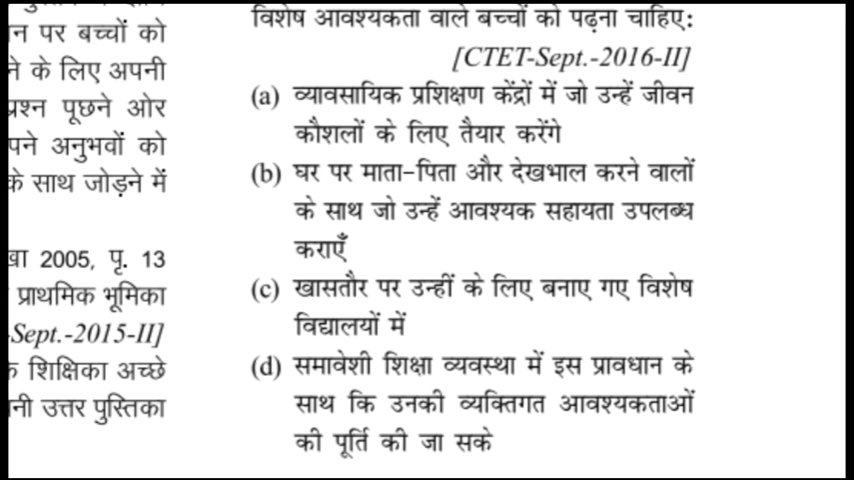 न पर बच्चों को
ने के लिए अपनी
प्रश्न पूछने ओर
पने अनुभवों को
के साथ जोड़ने में
2005, पृ. 13
प्राथमिक भूमिका
Sept.-2015-II]
शिक्षिका अच्छे
नी उत्तर पुस्तिका
विशेष आवश्यकता वाले बच्चों को पढ़ना चाहिए:
[CTET-Sept.-2016-II]
(a) व्यावसायिक प्रशिक्षण केंद्रों में जो उन्हें जीवन
कौशलों के लिए तैयार करेंगे
(b) घर पर माता-पिता और देखभाल करने वालों
के साथ जो उन्हें आवश्यक सहायता उपलब्ध
कराएँ
(c) खासतौर पर उन्हीं के लिए बनाए गए विशेष
विद्यालयों में
(d) समावेशी शिक्षा व्यवस्था में इस प्रावधान के
साथ कि उनकी व्यक्तिगत आवश्यकताओं
की पूर्ति की जा सके